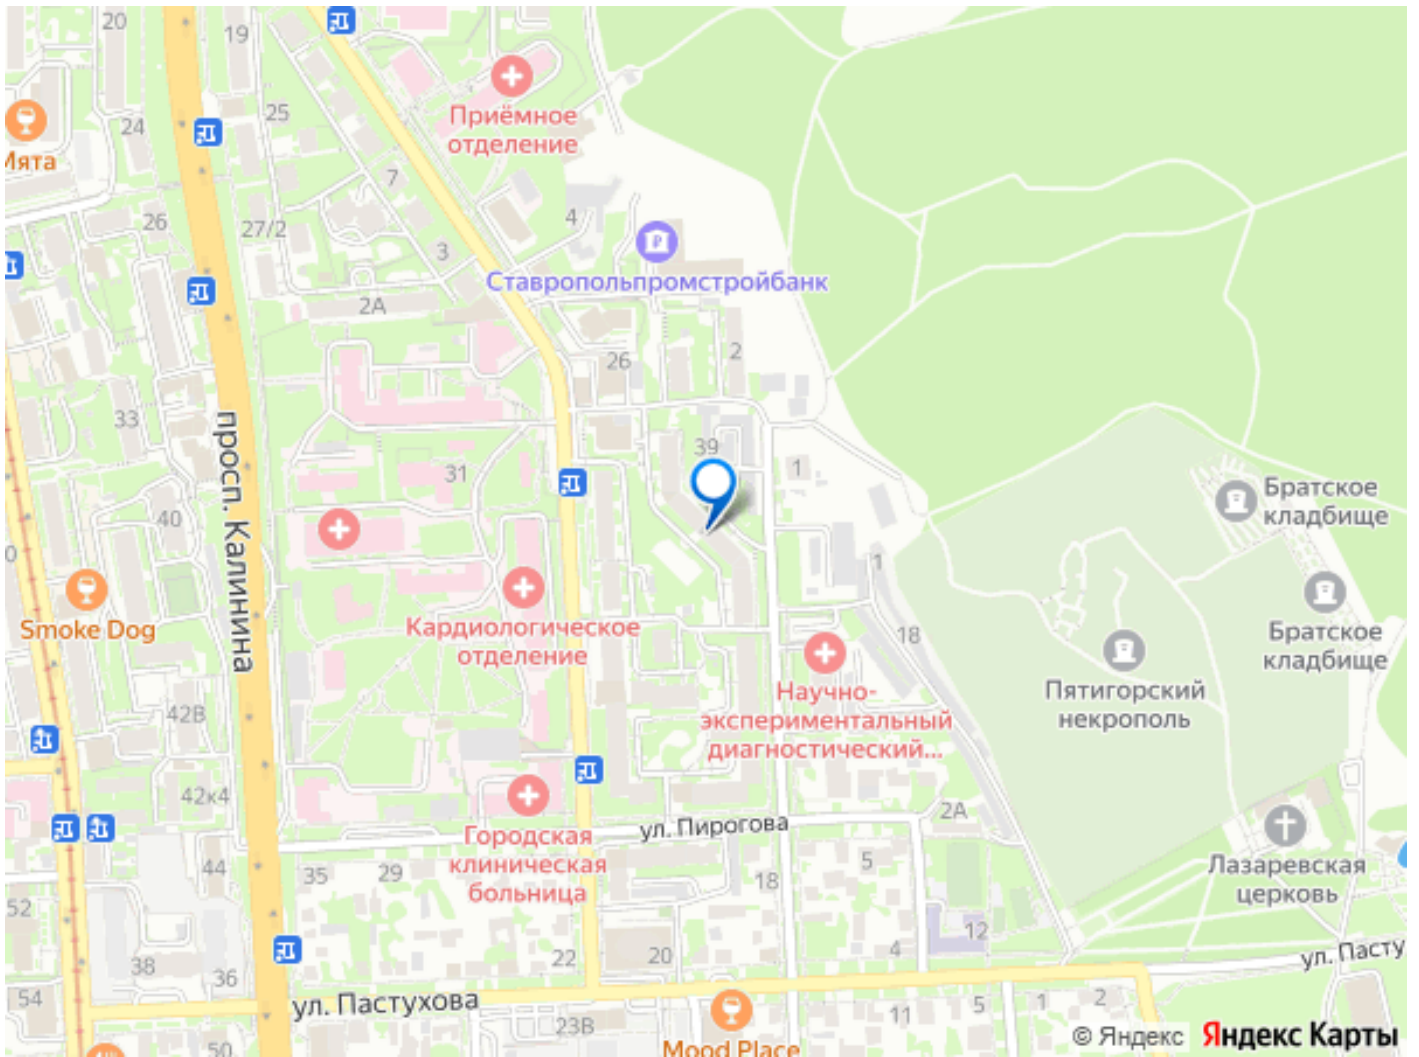 20
19
25
24
Приёмное
отделение
Мята
7
26
27/2
4
3
Ставропольпромстройбанк
2А
26
2
33
просп. Калинина
39
31
1
Братское
кладбище
40
0
1
Smoke Dog
Кардиологическое
отделение
18
Братское
кладбище
Научно-
экспериментальный
диагностический...
Пятигорский
некрополь
42В
42к4
ул. Пирогова
2А
Городская
клиническая
больница
44
35
29
5
18
Лазаревская
церковь
52
12
22
20
4
38
36
ул. Пасту
54
ул. Пастухова
23В
11
5
1
2
50
Mood Place
© Яндекс Яндекс Карты